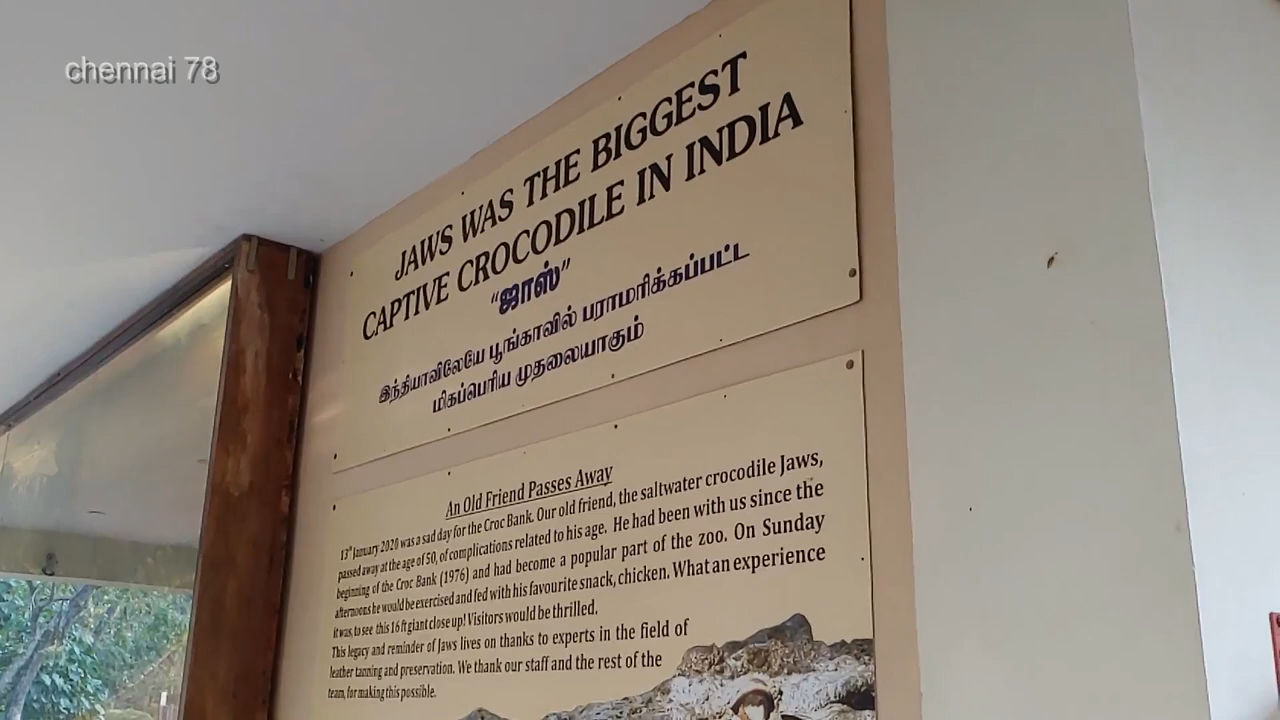 chennai 78
JAWS WAS THE BIGGEST
CAPTIVE CROCODILE IN INDIA
“ஜாஸ்”
இந்தியாவிலேயே பூங்காவில் பராமரிக்கப்பட்ட
மிகப்பெரிய முதலையாகும்
An Old Friend Passes Away
13th January 2020 was a sad day for the Croc Bank. Our old friend, the saltwater crocodile Jaws,
passed away at the age of 50, of complications related to his age. He had been with us since the
beginning of the Croc Bank (1976) and had become a popular part of the zoo. On Sunday
afternoons he would be exercised and fed with his favourite snack, chicken. What an experience
it was, to see this 16 ft giant close up! Visitors would be thrilled.
This legacy and reminder of Jaws lives on thanks to experts in the field of
leather tanning and preservation. We thank our staff and the rest of the
team, for making this possible.